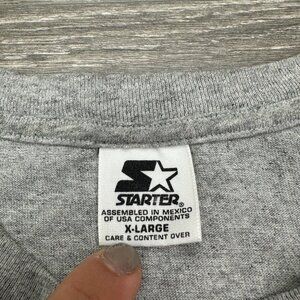 STARTER®
ASSEMBLED IN MEXICO
OF USA COMPONENTS
X-LARGE
CARE & CONTENT OVER